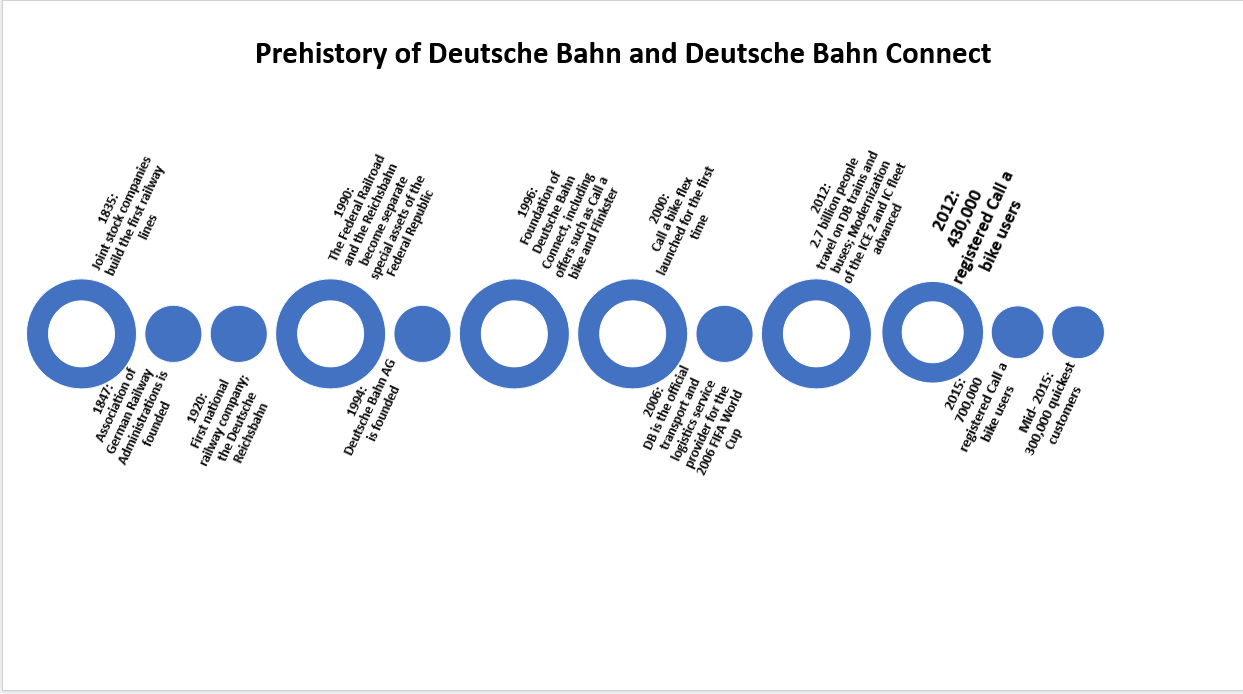 Prehistory of Deutsche Bahn and Deutsche Bahn Connect
1835:
Joint stock companies
build the first railway
lines
1847:
Association of
German Railway
Administrations is
founded
1920:
First national
railway company;
the Deutsche
Reichsbahn
1990:
The Federal Railroad
and the Reichsbahn
become separate
special assets of the
Federal Republic
1994:
Deutsche Bahn AG
is founded
1996:
Foundation of
Deutsche Bahn
Connect, including
offers such as Call a
bike and Flinkster
2000:
Call a bike flex
launched for the first
time
2006:
DB is the official
transport and
logistics service
provider for the
2006 FIFA World
Cup
2012:
2.7 billion people
travel on DB trains and
buses; Modernization
of the ICE 2 and IC fleet
advanced
2012:
430,000
registered Call a
bike users
2015:
700,000
registered Call a
bike users
Mid- 2015:
300,000 quickest
customers